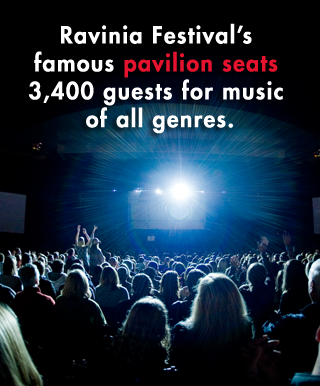 Ravinia Festival's
famous pavilion seats
3,400 guests for music
of all genres.